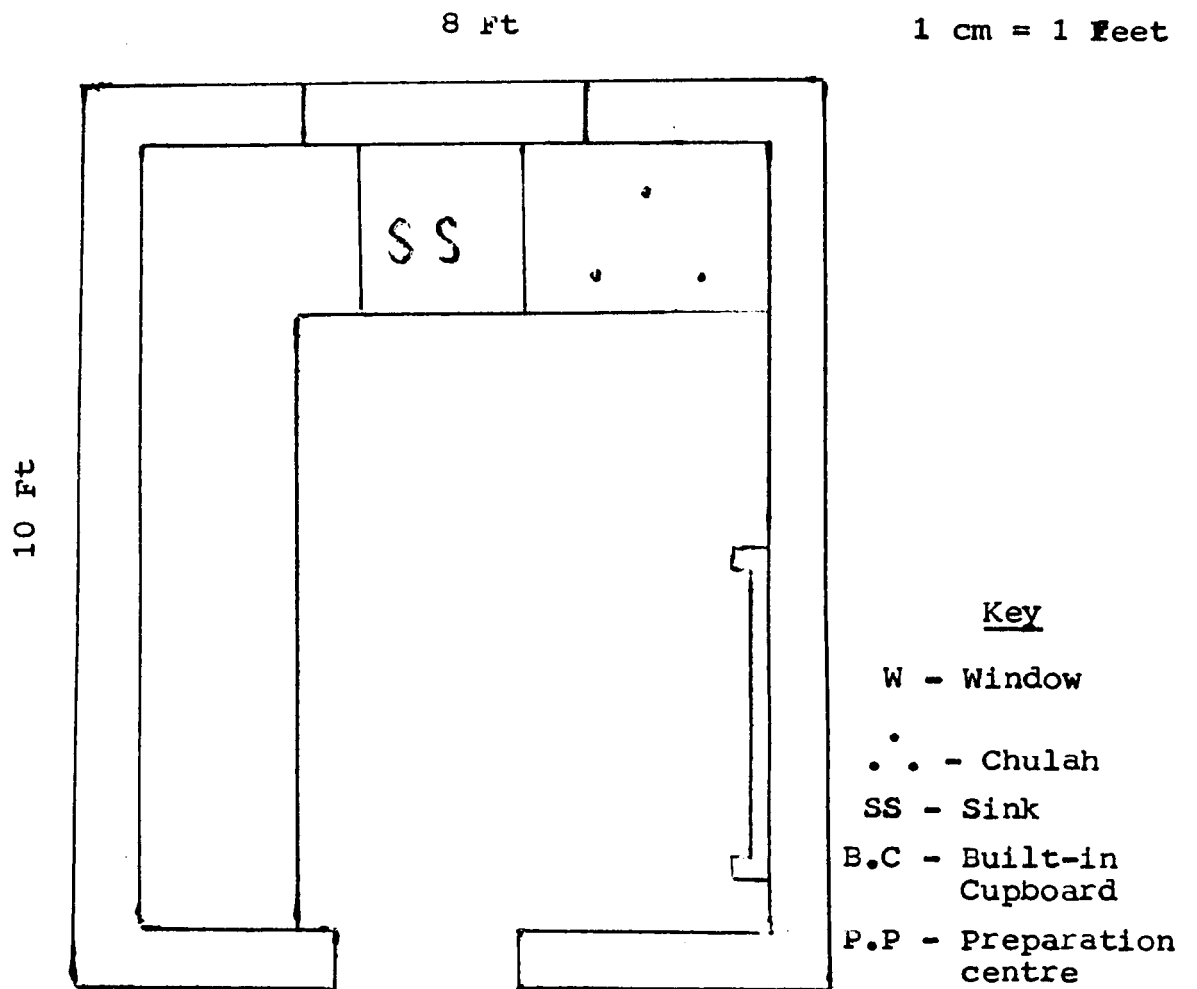 8 Ft
1 cm = 1 Feet
SS
10 Ft
Key
W - Window
- Chulah
SS - Sink
B.C - Built-in
Cupboard
P.P - Preparation
centre